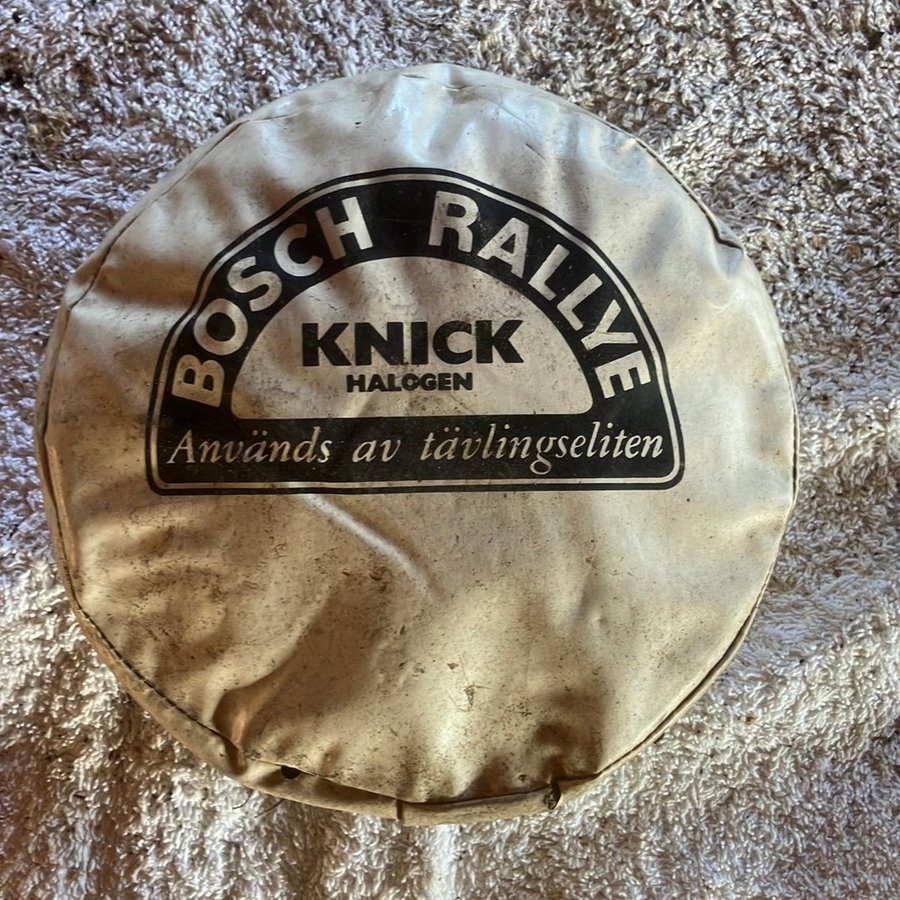 BOSCH RALLYE
KNICK
HALOGEN
Används av tävlingseliten